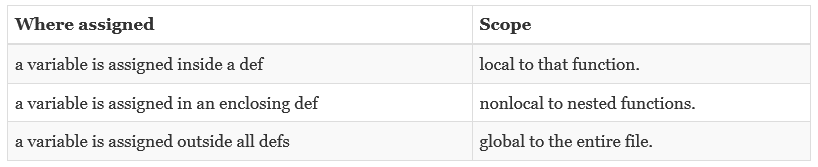 Where assigned Scope
a variable is assigned inside a def local to that function.
a variable is assigned in an enclosing def nonlocal to nested functions.
a variable is assigned outside all defs global to the entire file.